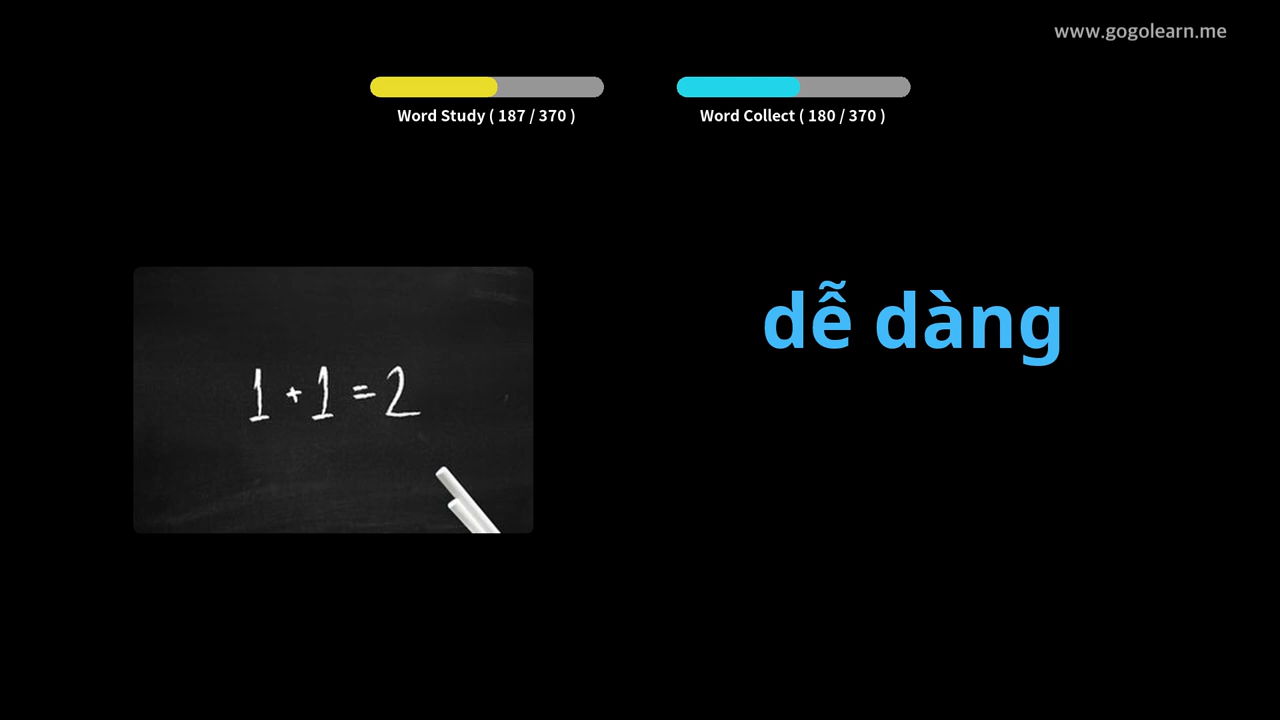 www.gogolearn.me
Word Study ( 187 / 370 )
Word Collect ( 180 / 370 )
dễ dàng
1 + 1 = 2